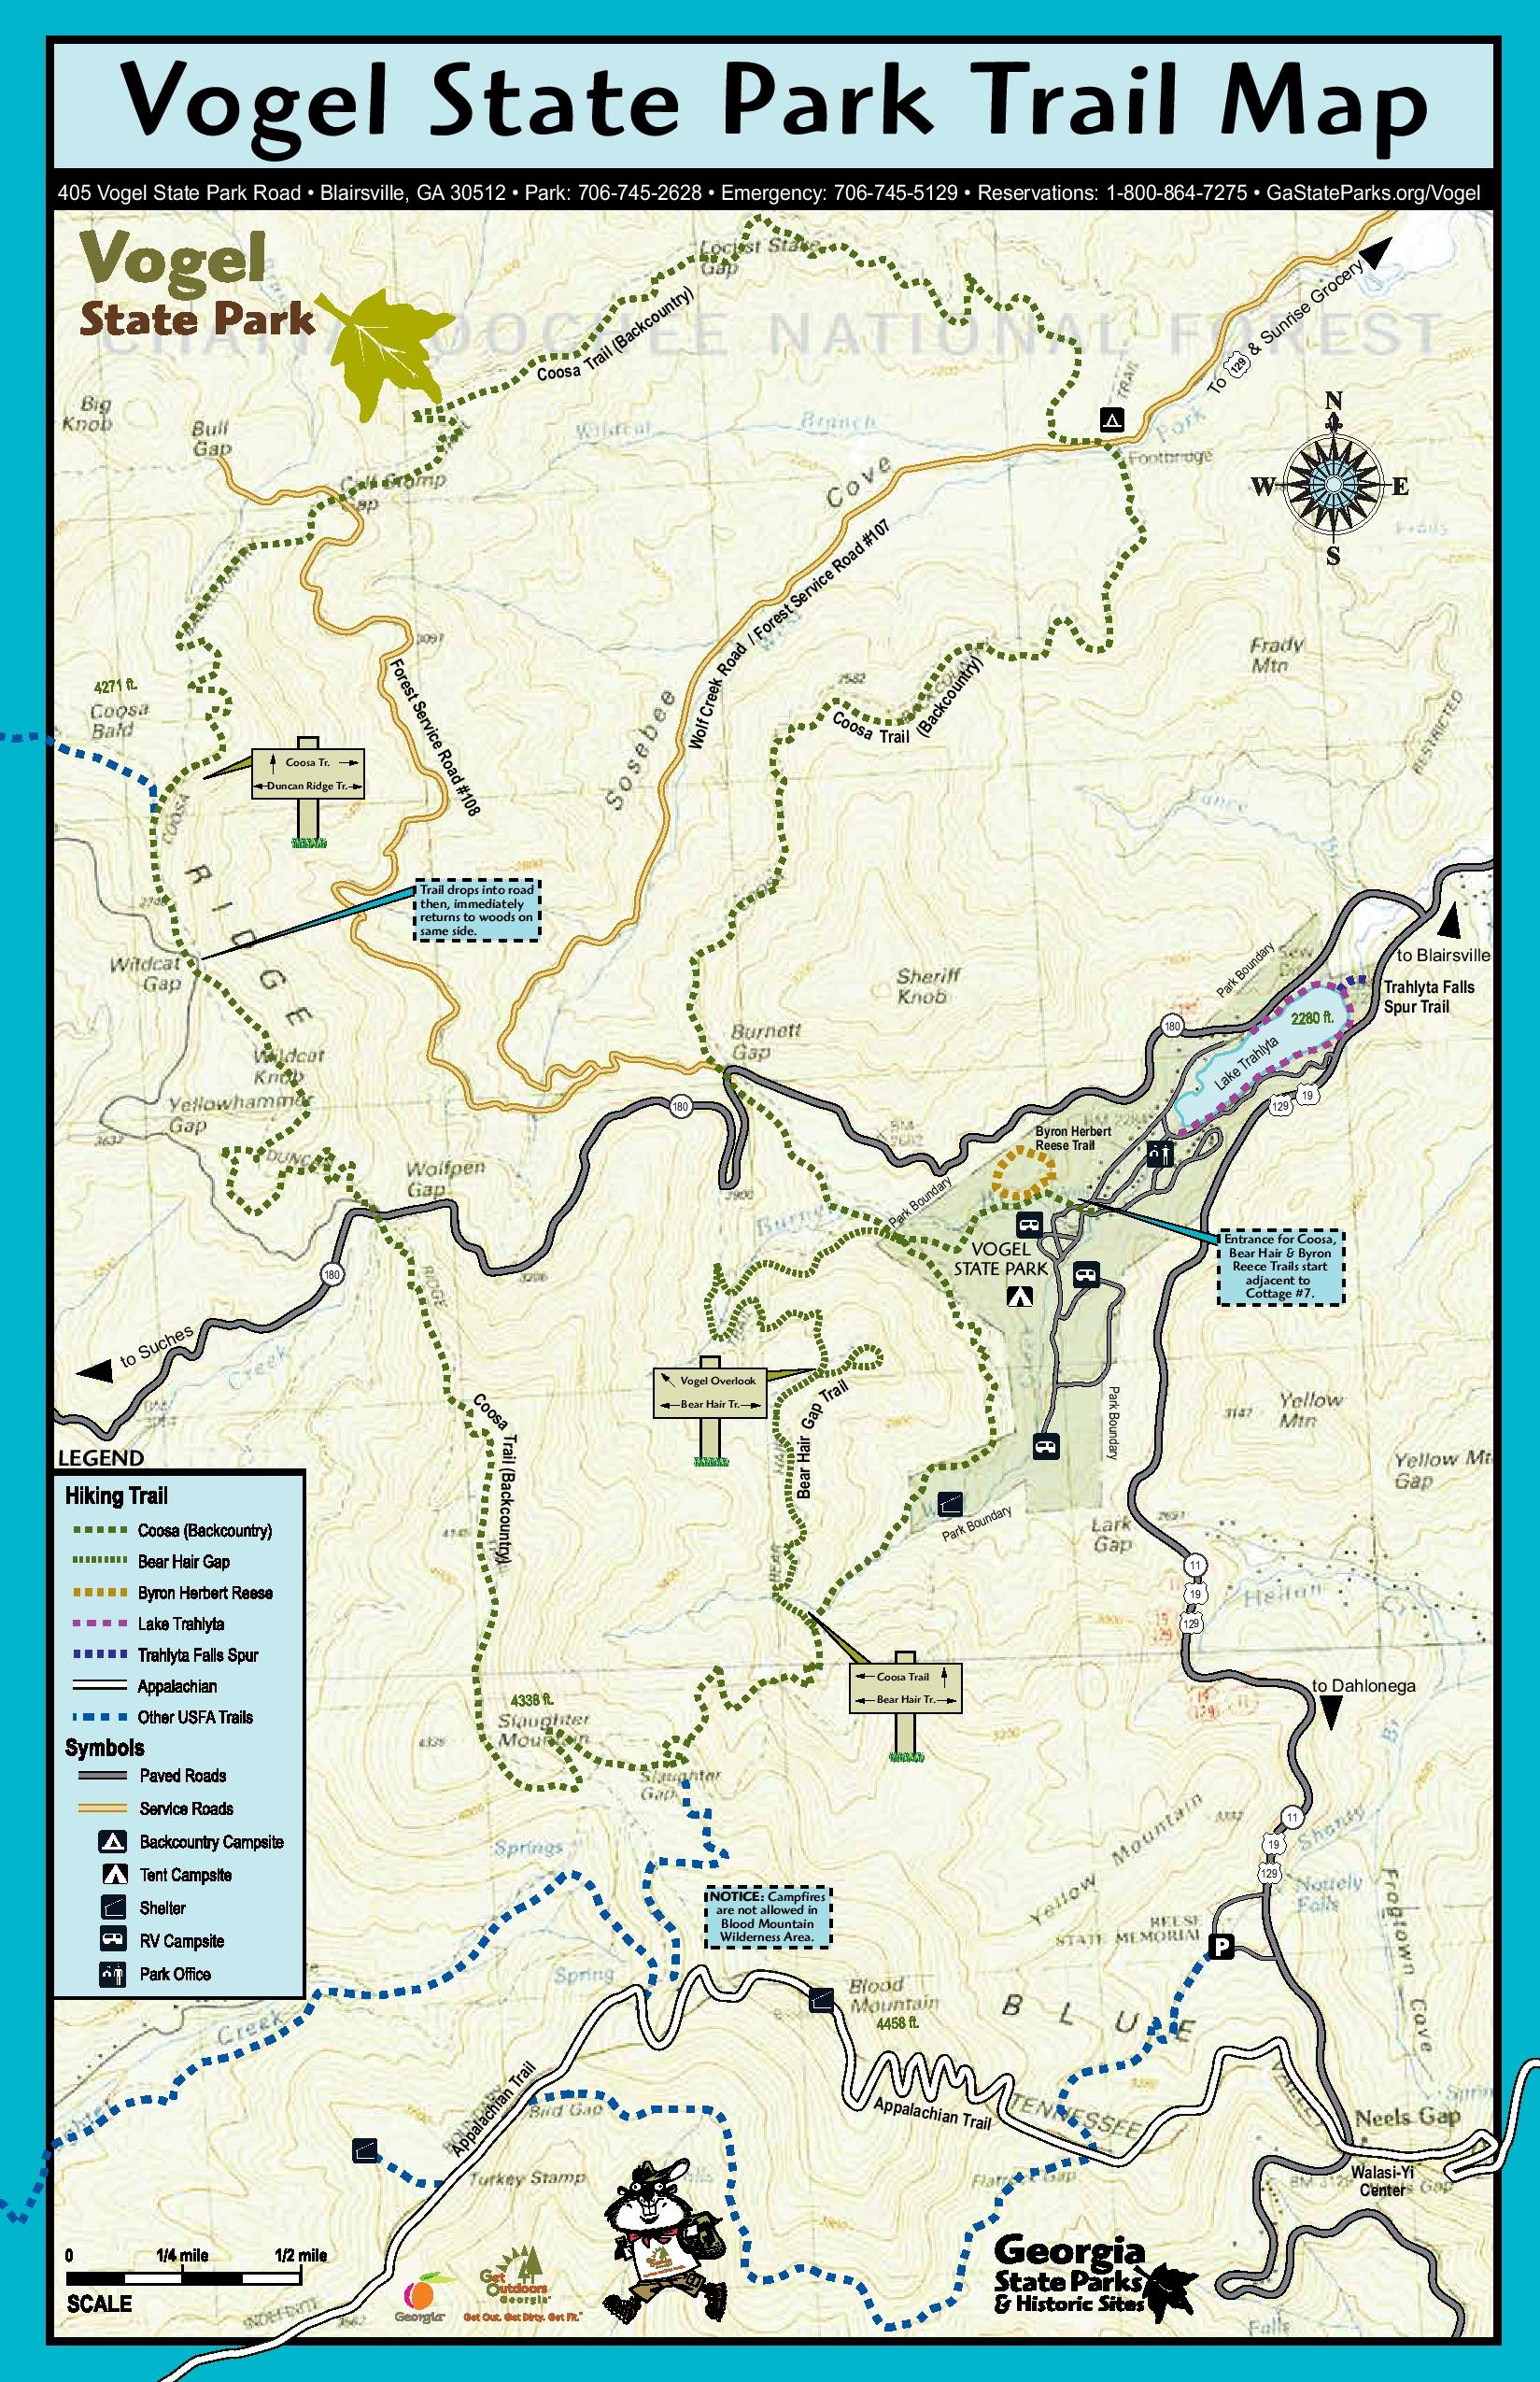 Vogel State Park Trail Map
405 Vogel State Park Road • Blairsville, GA 30512 • Park: 706-745-2628 • Emergency: 706-745-5129 • Reservations: 1-800-864-7275 • GaStateParks.org/Vogel
Vogel
State Park
NATIONAL FOREST
Locust Stake
Gap
Coosa Trail (Backcountry)
To 129 & Sunrise Grocery
TRAIL
Big
Knob
Bull
Gap
Wildcat
Branch
Park
Footbridge
N
W
E
S
Cove
Sosebee
Wolf Creek Road / Forest Service Road #107
3097
Forest Service Road #108
Frady
Mtn
RESTRICTED
4271 ft.
Coosa
Bald
2582
Coosa Trail (Backcountry)
Coosa Tr.
Duncan Ridge Tr.
COOSA
RIDGE
Trail drops into road
then, immediately
returns to woods on
same side.
Wildcat
Gap
Sheriff
Knob
Park Boundary
to Blairsville
Trahlyta Falls
Spur Trail
2280 ft.
Lake Trahlyta
180
Burnett
Gap
Wildcat
Knob
Yellowhammer
Gap
3632
DUNCAN
180
129
19
Byron Herbert
Reese Trail
Wolfpen
Gap
2900
Park Boundary
VOGEL
STATE PARK
Entrance for Coosa,
Bear Hair & Byron
Reece Trails start
adjacent to
Cottage #7.
180
RIDGE
to Suches
Creek
Vogel Overlook
Bear Hair Tr.
Bear Hair Gap Trail
Coosa Trail (Backcountry)
Park Boundary
3147
Yellow
Mtn
Yellow Mt
Gap
Park Boundary
Lark
Gap
11
19
129
Helton
LEGEND
Hiking Trail
Coosa (Backcountry)
Bear Hair Gap
Byron Herbert Reese
Lake Trahlyta
Trahlyta Falls Spur
Appalachian
Other USFA Trails
Symbols
Paved Roads
Service Roads
Backcountry Campsite
Tent Campsite
Shelter
RV Campsite
Park Office
Coosa Trail
Bear Hair Tr.
4338 ft.
Slaughter
Mountain
4335
Slaughter
Gap
to Dahlonega
11
19
129
Springs
Yellow Mountain
Shanty
Nottely
Falls
Frogtown Cove
NOTICE: Campfires
are not allowed in
Blood Mountain
Wilderness Area.
REESE
STATE MEMORIAL
P
Spring
Blood
Mountain
4458 ft.
BLUE
Creek
Appalachian Trail
Appalachian Trail
TENNESSEE
VALLEY
Bird Gap
Turkey Stamp
Neels Gap
Walasi-Yi
Center
0
1/4 mile
1/2 mile
SCALE
Georgia
Get
Outdoors
Georgia
Get Out. Get Dirty. Get Fit.
Georgia
State Parks
& Historic Sites
Falls